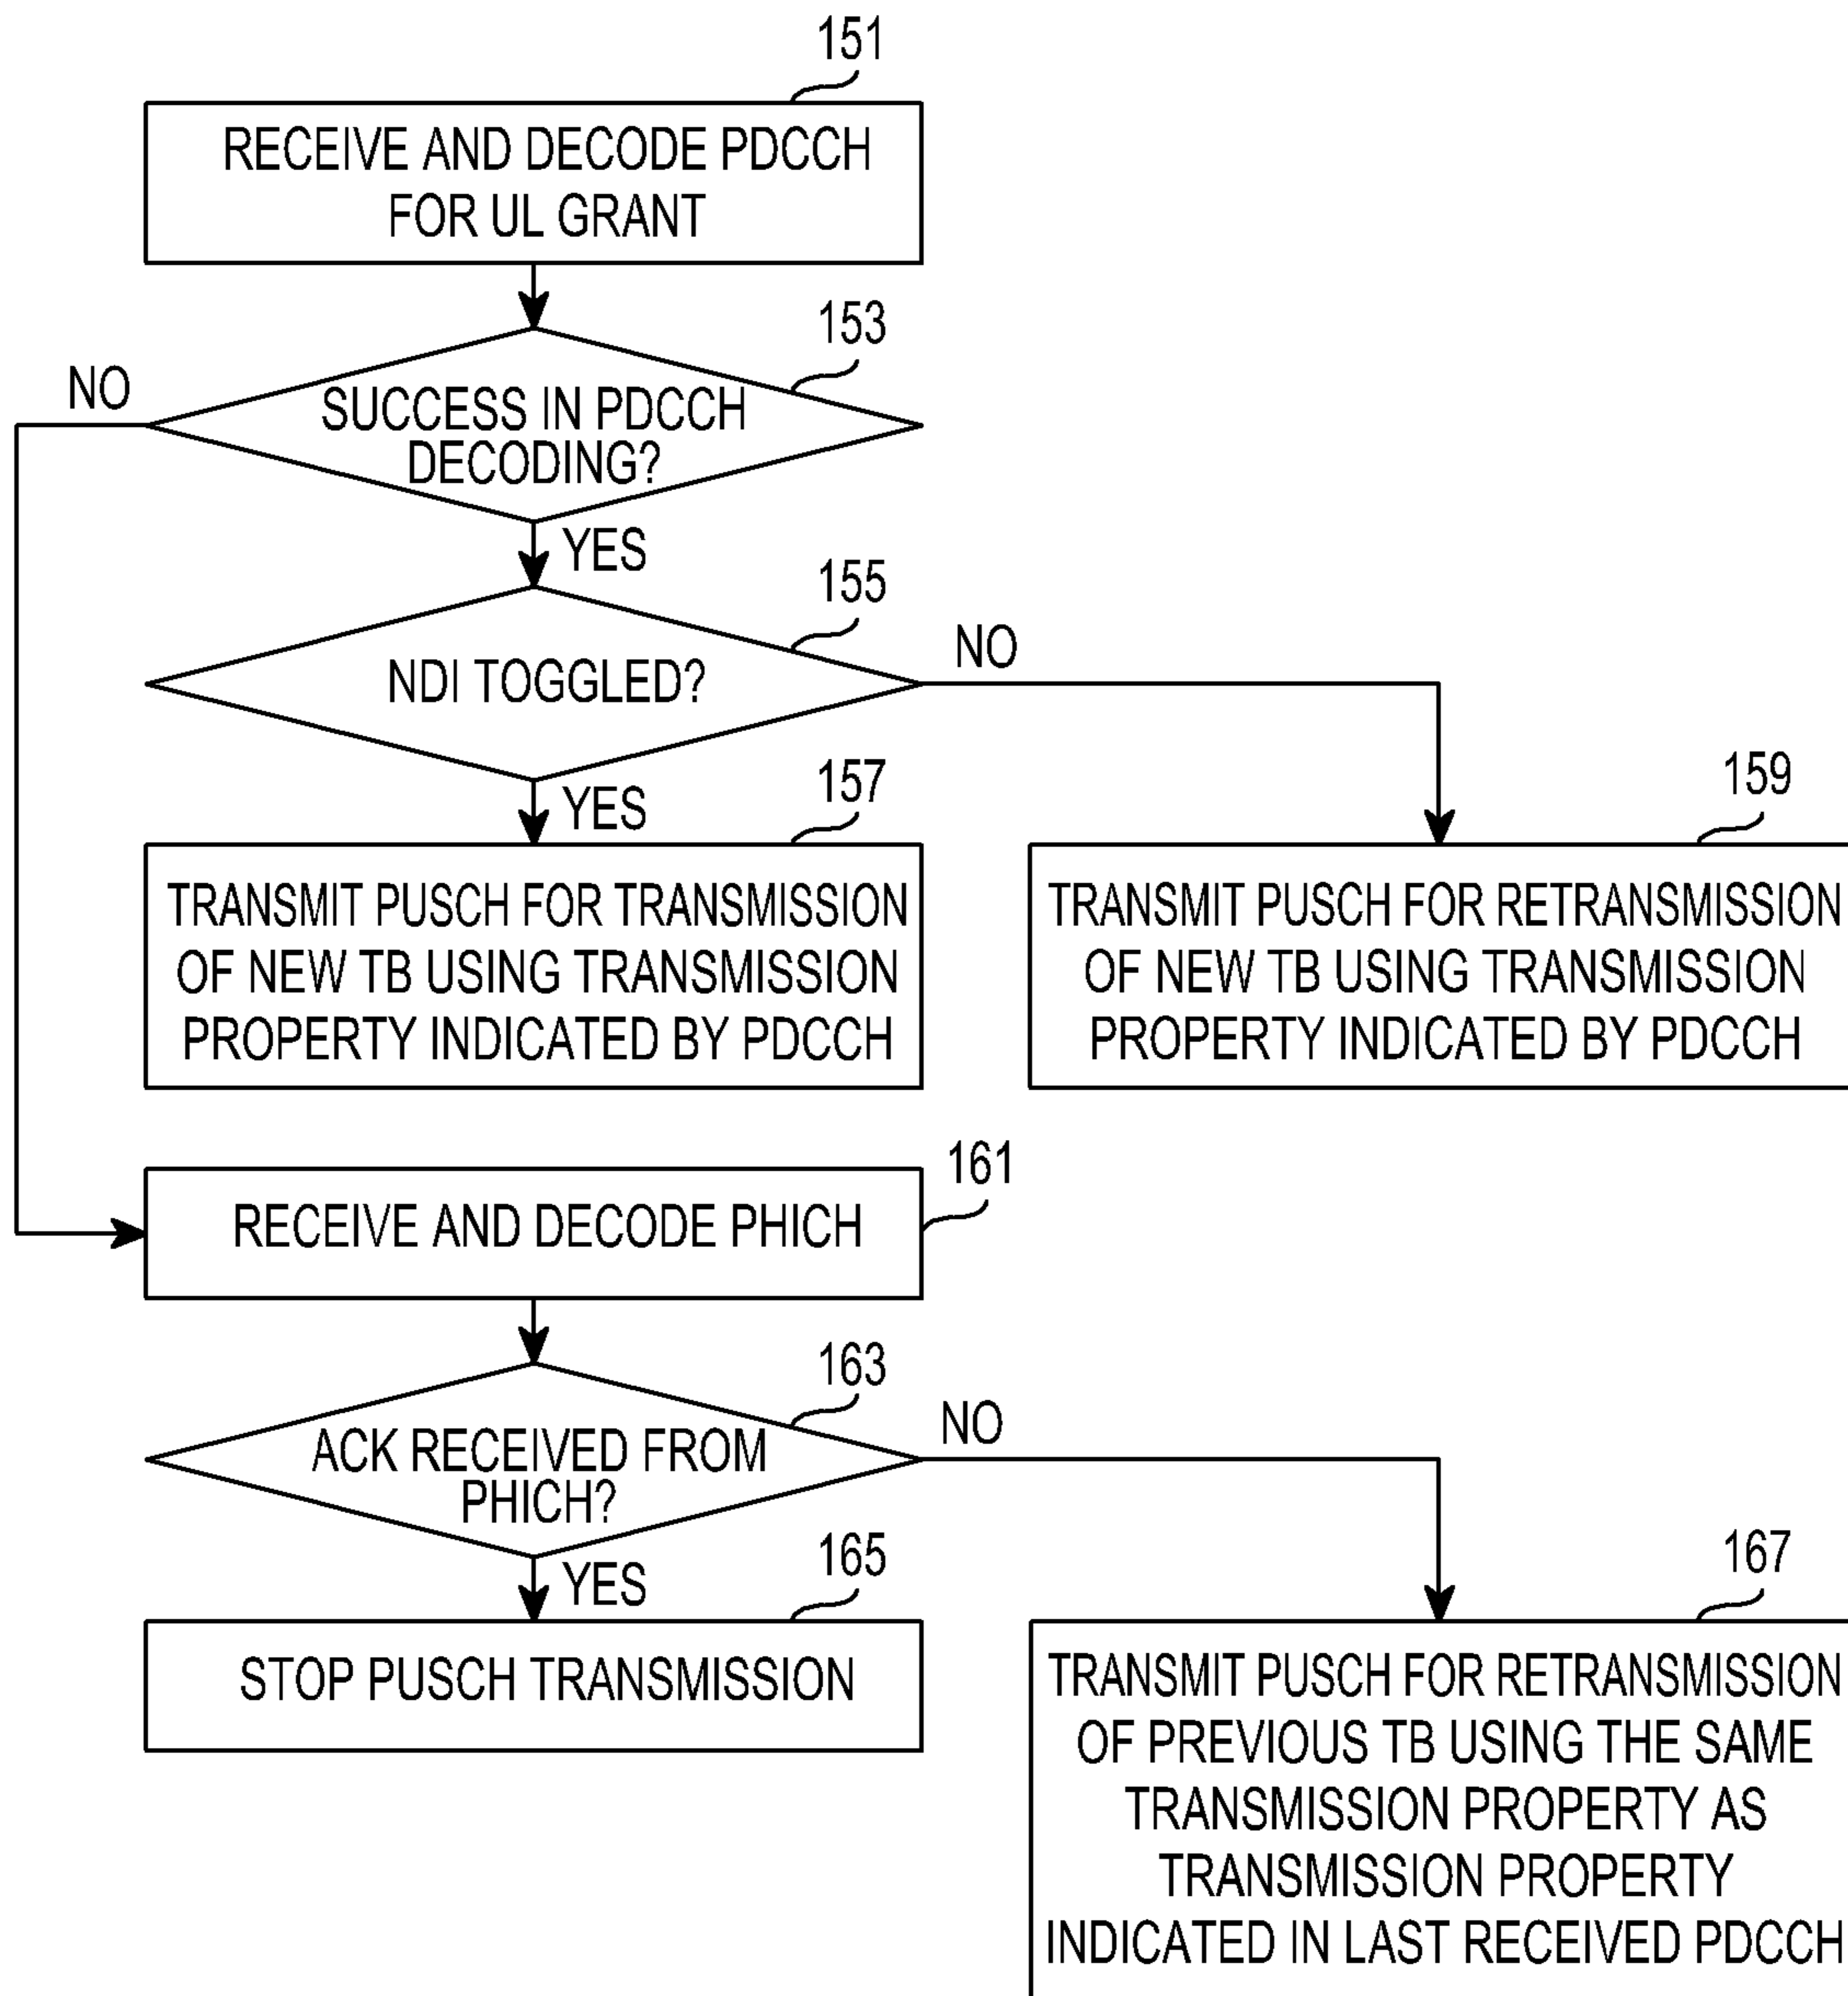 151
RECEIVE AND DECODE PDCCH
FOR UL GRANT
153
NO
SUCCESS IN PDCCH
DECODING?
YES
155
NO
NDI TOGGLED?
YES
157
159
TRANSMIT PUSCH FOR TRANSMISSION
OF NEW TB USING TRANSMISSION
PROPERTY INDICATED BY PDCCH
TRANSMIT PUSCH FOR RETRANSMISSION
OF NEW TB USING TRANSMISSION
PROPERTY INDICATED BY PDCCH
161
RECEIVE AND DECODE PHICH
163
NO
ACK RECEIVED FROM
PHICH?
YES
165
167
STOP PUSCH TRANSMISSION
TRANSMIT PUSCH FOR RETRANSMISSION
OF PREVIOUS TB USING THE SAME
TRANSMISSION PROPERTY AS
TRANSMISSION PROPERTY
INDICATED IN LAST RECEIVED PDCCH